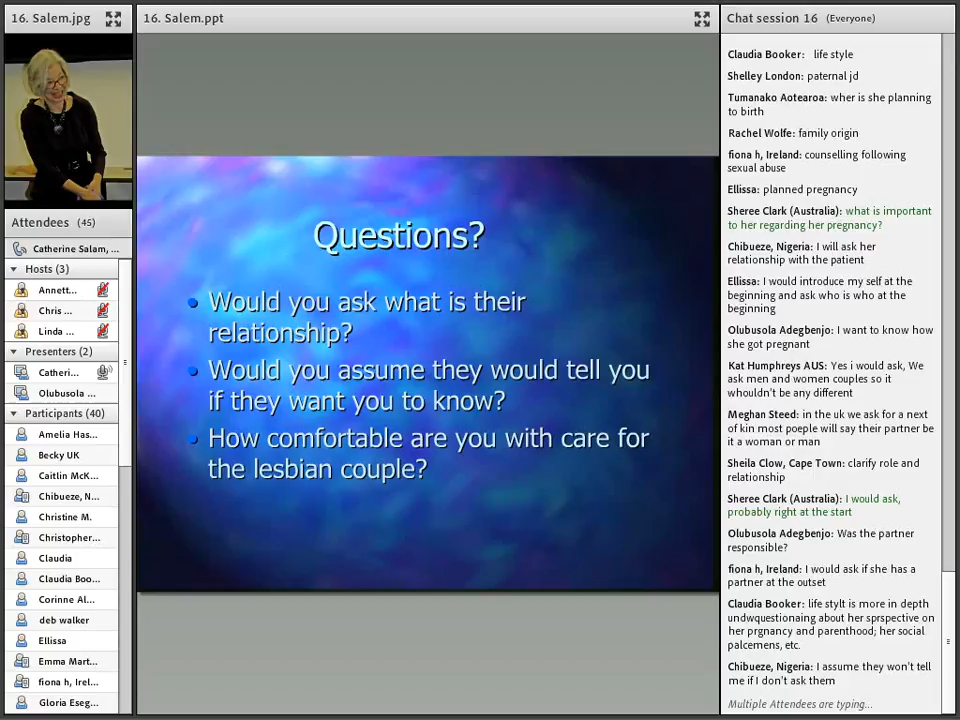 16. Salem.jpg
Attendees (45)
Catherine Salam, ...
Hosts (3)
Annett...
Chris ...
Linda ...
Presenters (2)
Catheri...
Olubusola ...
Participants (40)
Amelia Has...
Becky UK
Caitlin McK...
Chibueze, N...
Christine M.
Christopher...
Claudia
Claudia Boo...
Corinne Al...
deb walker
Ellissa
Emma Mart...
fiona h, Irel...
Gloria Eseg...
16. Salem.ppt
Questions?
• Would you ask what is their
relationship?
• Would you assume they would tell you
if they want you to know?
• How comfortable are you with care for
the lesbian couple?
Chat session 16 (Everyone)
Claudia Booker: life style
Shelley London: paternal jd
Tumanako Aotearoa: wher is she planning
to birth
Rachel Wolfe: family origin
fiona h, Ireland: counselling following
sexual abuse
Ellissa: planned pregnancy
Sheree Clark (Australia): what is important
to her regarding her pregnancy?
Chibueze, Nigeria: I will ask her
relationship with the patient
Ellissa: I would introduce my self at the
beginning and ask who is who at the
beginning
Olubusola Adegbenjo: I want to know how
she got pregnant
Kat Humphreys AUS: Yes i would ask, We
ask men and women couples so it
whouldn't be any different
Meghan Steed: in the uk we ask for a next
of kin most poeple will say their partner be
it a woman or man
Sheila Clow, Cape Town: clarify role and
relationship
Sheree Clark (Australia): I would ask,
probably right at the start
Olubusola Adegbenjo: Was the partner
responsible?
fiona h, Ireland: I would ask if she has a
partner at the outset
Claudia Booker: life stylt is more in depth
undwquestionaing about her sprspective on
her prgnancy and parenthood; her social
palcemens, etc.
Chibueze, Nigeria: I assume they won't tell
me if I don't ask them
Multiple Attendees are typing...